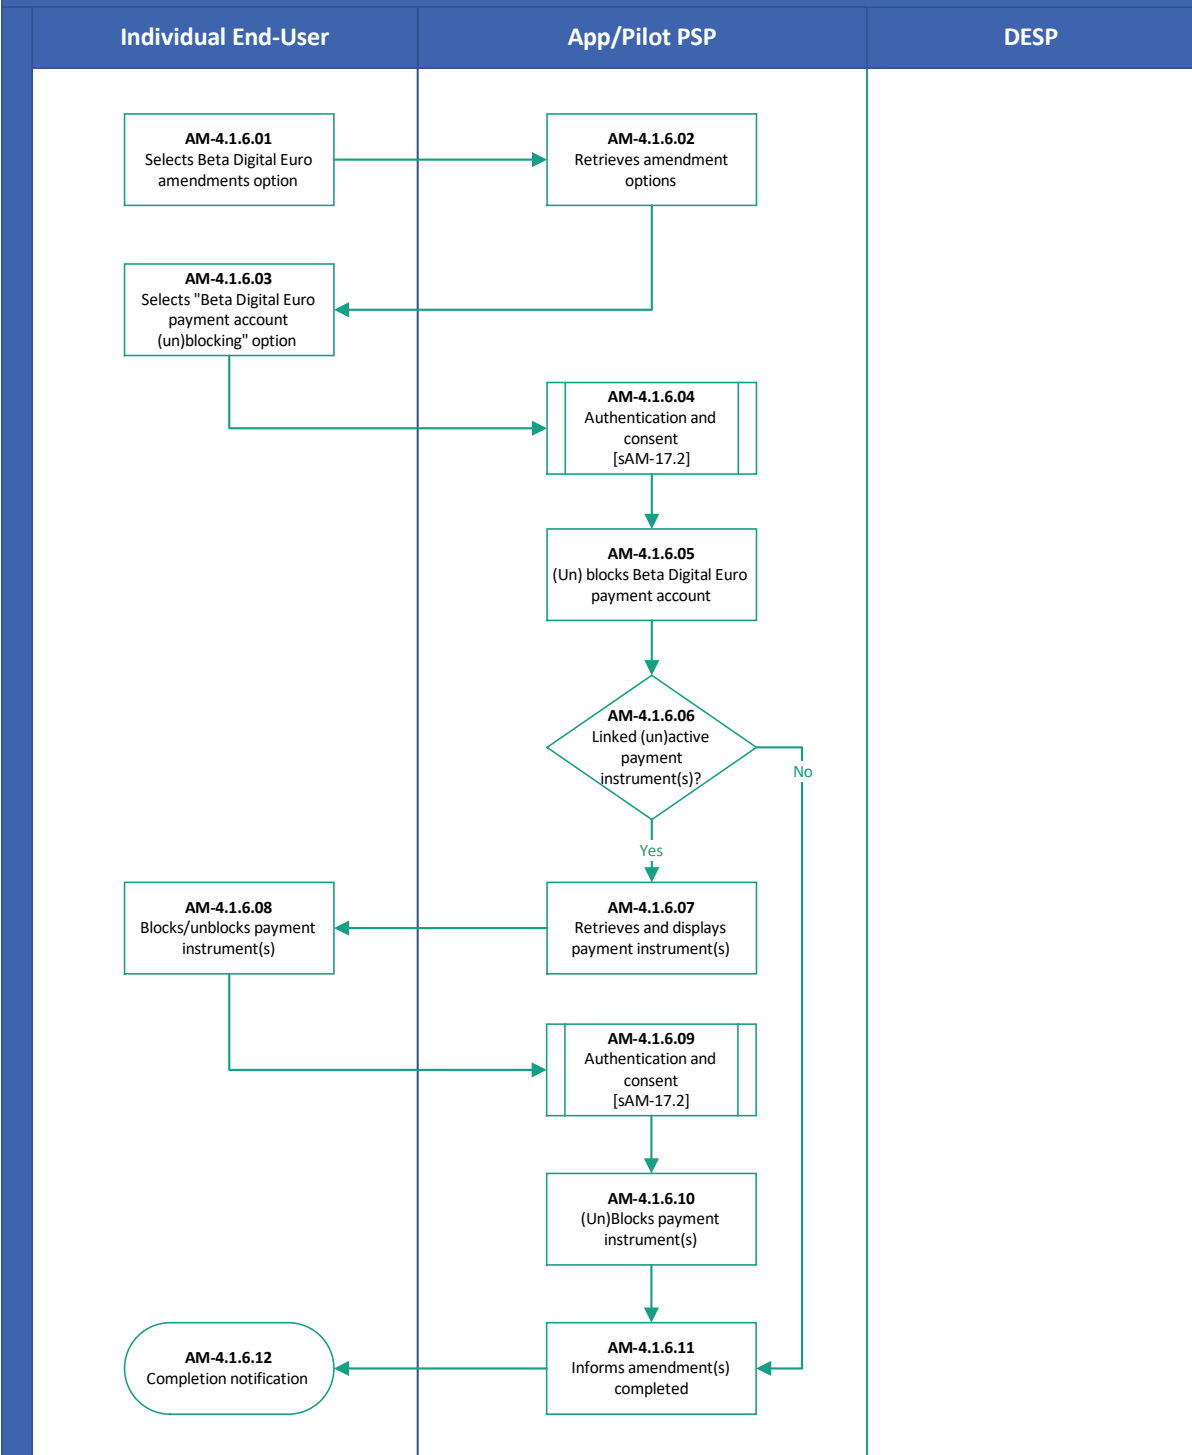 Individual End-User
App/Pilot PSP
DESP
AM-4.1.6.01
Selects Beta Digital Euro
amendments option
AM-4.1.6.02
Retrieves amendment
options
AM-4.1.6.03
Selects "Beta Digital Euro
payment account
(un)blocking" option
AM-4.1.6.04
Authentication and
consent
[sAM-17.2]
AM-4.1.6.05
(Un) blocks Beta Digital Euro
payment account
AM-4.1.6.06
Linked (un)active
payment
instrument(s)?
No
Yes
AM-4.1.6.08
Blocks/unblocks payment
instrument(s)
AM-4.1.6.07
Retrieves and displays
payment instrument(s)
AM-4.1.6.09
Authentication and
consent
[sAM-17.2]
AM-4.1.6.10
(Un)Blocks payment
instrument(s)
AM-4.1.6.12
Completion notification
AM-4.1.6.11
Informs amendment(s)
completed